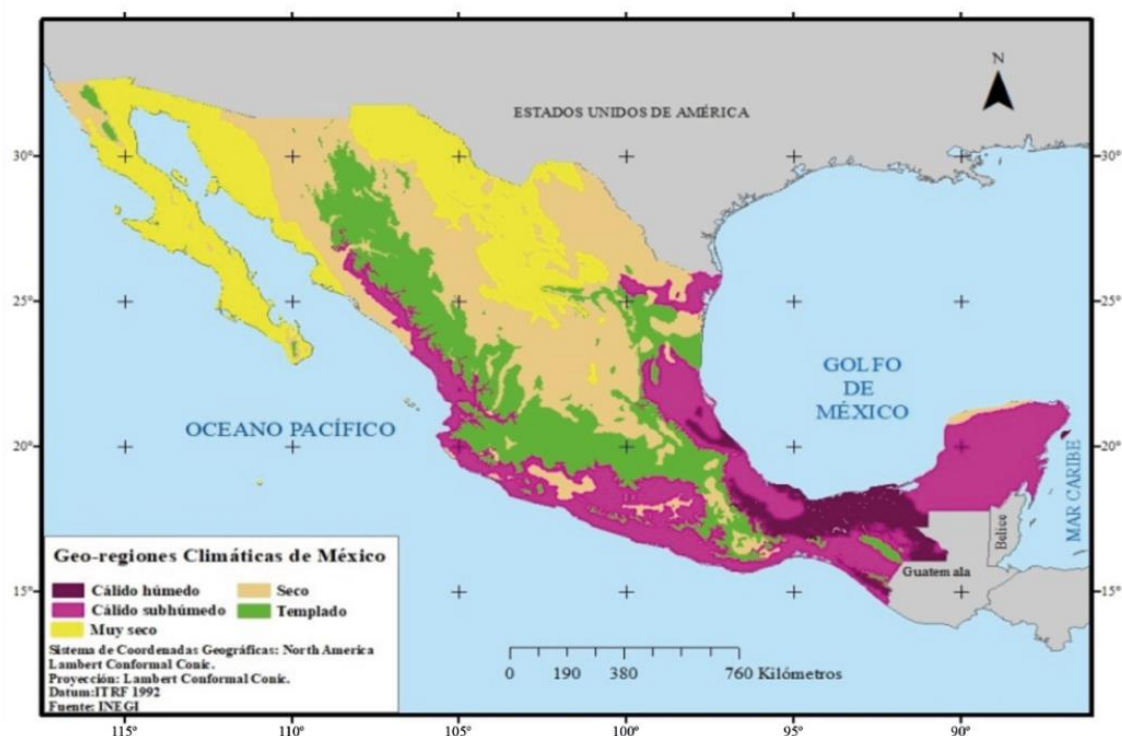 N
ESTADOS UNIDOS DE AMÉRICA
30°
30°
25°
25°
GOLFO
DE
MÉXICO
OCEANO PACÍFICO
20°
20°
MAR CARIBE
Belice
Guatemala
15°
15°
Geo-regiones Climáticas de México
Cálido húmedo
Seco
Cálido subhúmedo
Templado
Muy seco
Sistema de Coordenadas Geográficas: North America
Lambert Conformal Conic.
Proyección: Lambert Conformal Conic.
Datum:ITRF 1992
Fuente: INEGI
0 190 380 760 Kilómetros
115° 110° 105° 100° 95° 90°